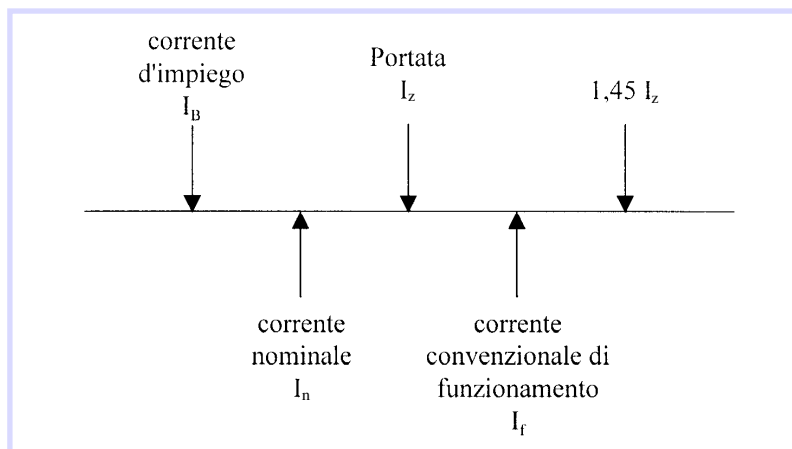 corrente
d'impiego
I_B
Portata
I_z
1,45 I_z
corrente
nominale
I_n
corrente
convenzionale di
funzionamento
I_f